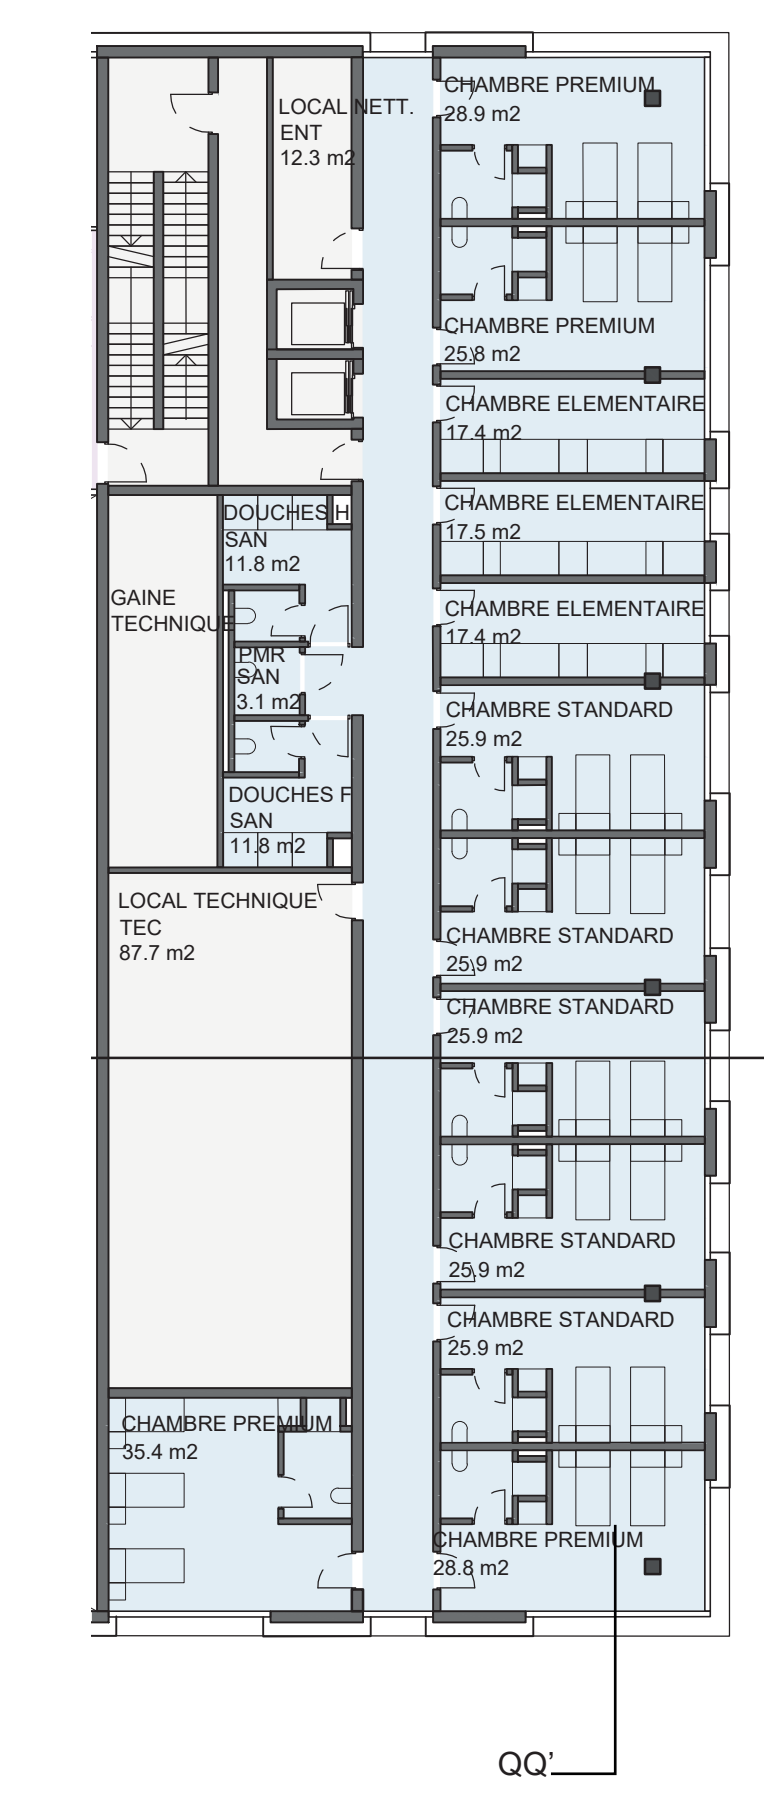 CHAMBRE PREMIUM
28.9 m2
LOCAL NETT.
ENT
12.3 m2
CHAMBRE PREMIUM
25.8 m2
CHAMBRE ELEMENTAIRE
17.4 m2
CHAMBRE ELEMENTAIRE
17.5 m2
DOUCHES H
SAN
11.8 m2
GAINE
TECHNIQUE
CHAMBRE ELEMENTAIRE
17.4 m2
PMR
SAN
3.1 m2
CHAMBRE STANDARD
25.9 m2
DOUCHES F
SAN
11.8 m2
LOCAL TECHNIQUE
TEC
87.7 m2
CHAMBRE STANDARD
25.9 m2
CHAMBRE STANDARD
25.9 m2
CHAMBRE STANDARD
25.9 m2
CHAMBRE STANDARD
25.9 m2
CHAMBRE PREMIUM
35.4 m2
CHAMBRE PREMIUM
28.8 m2
QQ'